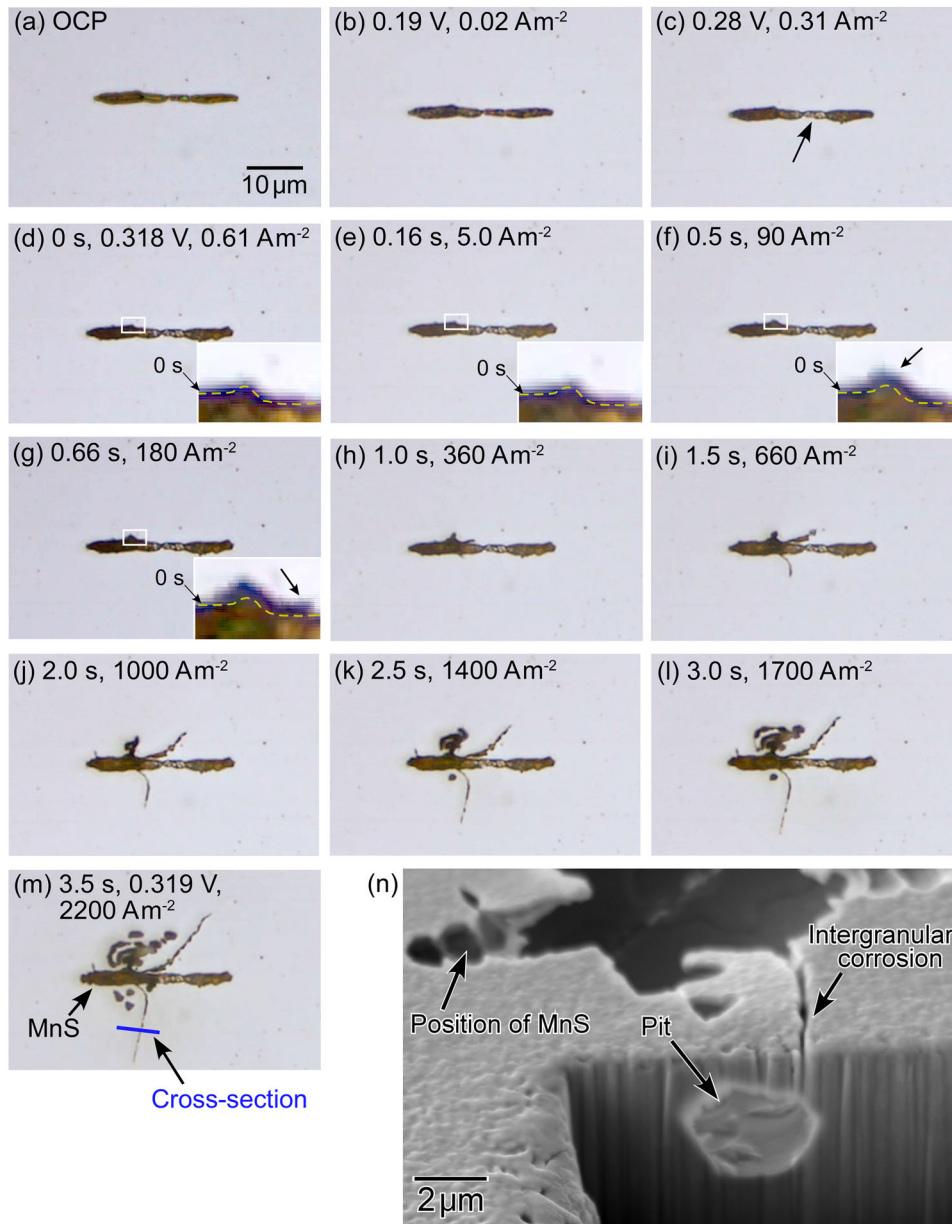 (a) OCP
10 μm
(b) 0.19 V, 0.02 Am-2
(c) 0.28 V, 0.31 Am-2
(d) 0 s, 0.318 V, 0.61 Am-2
0 s
(e) 0.16 s, 5.0 Am-2
0 s
(f) 0.5 s, 90 Am-2
0 s
(g) 0.66 s, 180 Am-2
0 s
(h) 1.0 s, 360 Am-2
(i) 1.5 s, 660 Am-2
(j) 2.0 s, 1000 Am-2
(k) 2.5 s, 1400 Am-2
(l) 3.0 s, 1700 Am-2
(m) 3.5 s, 0.319 V,
2200 Am-2
MnS
Cross-section
(n)
Intergranular
corrosion
Position of MnS
Pit
2 μm